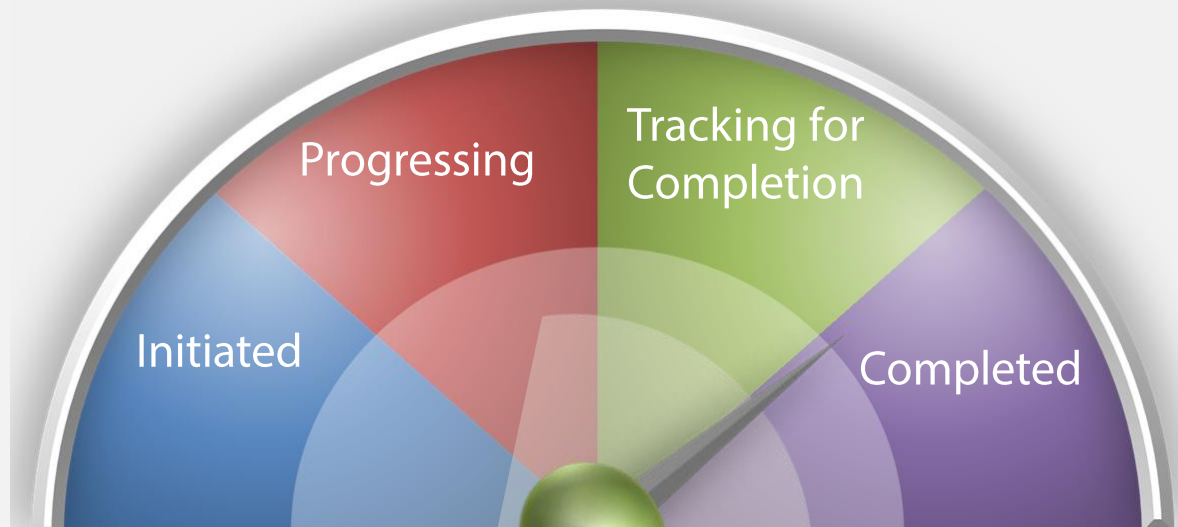 Progressing
Tracking for
Completion
Initiated
Completed